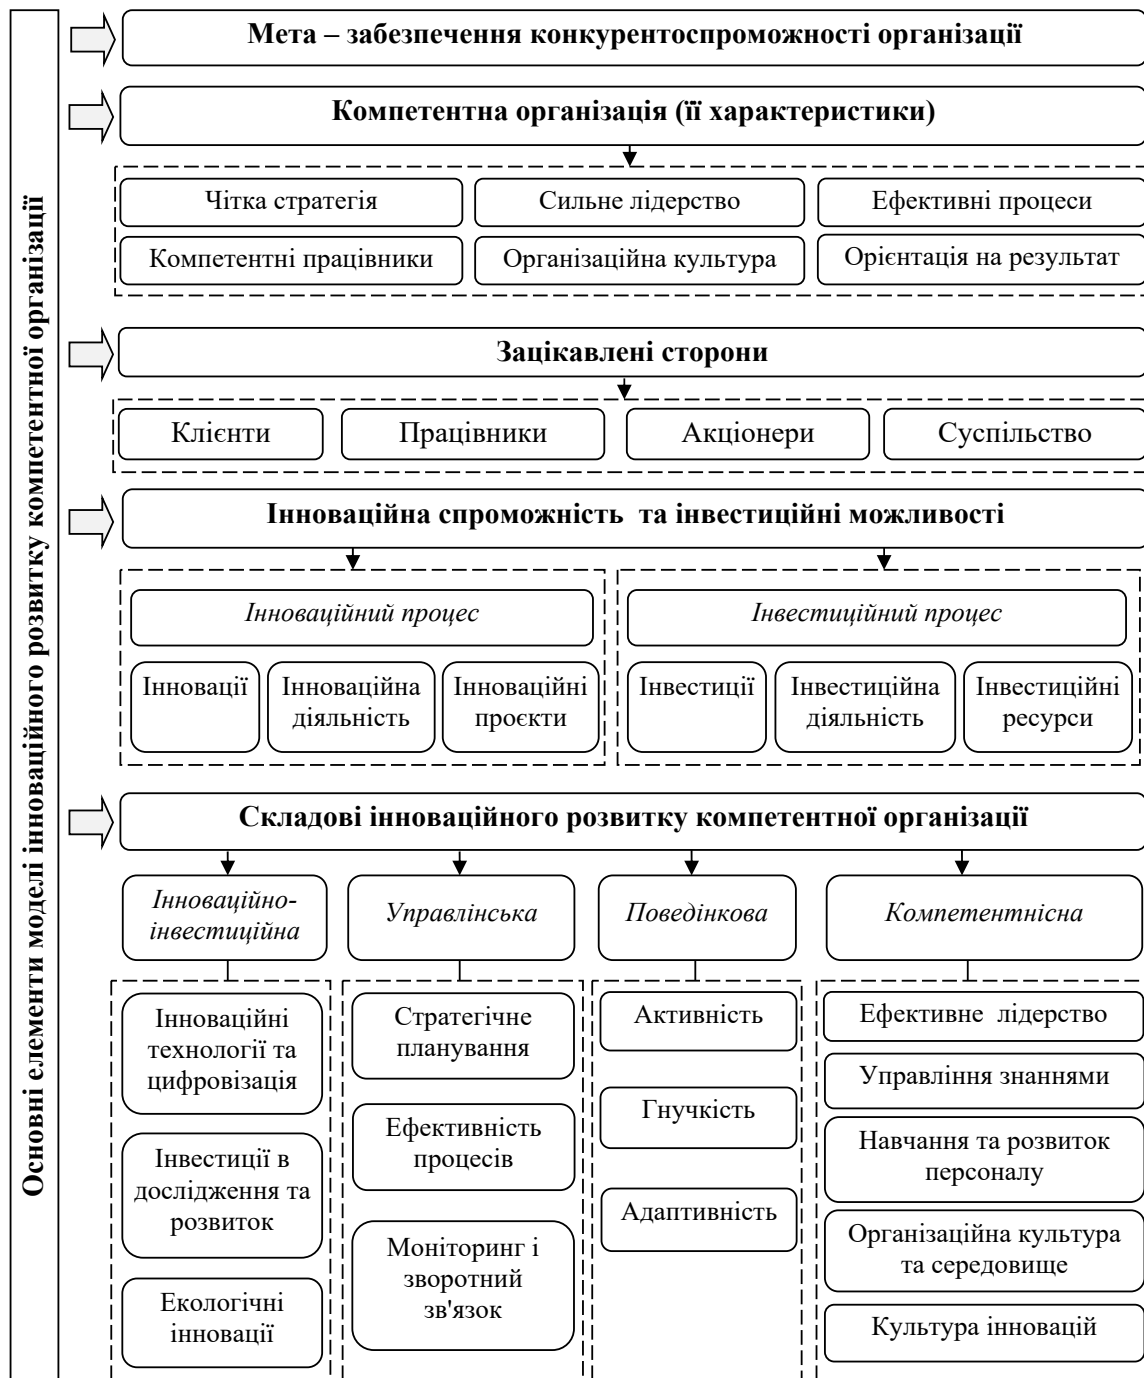 Основні елементи моделі інноваційного розвитку компетентної організації
Мета – забезпечення конкурентоспроможності організації
Компетентна організація (її характеристики)
Чітка стратегія
Сильне лідерство
Ефективні процеси
Компетентні працівники
Організаційна культура
Орієнтація на результат
Зацікавлені сторони
Клієнти
Працівники
Акціонери
Суспільство
Інноваційна спроможність та інвестиційні можливості
Інноваційний процес
Інновації
Інноваційна
діяльність
Інноваційні
проєкти
Інвестиційний процес
Інвестиції
Інвестиційна
діяльність
Інвестиційні
ресурси
Складові інноваційного розвитку компетентної організації
Інноваційно-
інвестиційна
Управлінська
Поведінкова
Компетентнісна
Інноваційні
технології та
цифровізація
Інвестиції в
дослідження та
розвиток
Екологічні
інновації
Стратегічне
планування
Ефективність
процесів
Моніторинг і
зворотний
зв'язок
Активність
Гнучкість
Адаптивність
Ефективне лідерство
Управління знаннями
Навчання та розвиток
персоналу
Організаційна культура
та середовище
Культура інновацій